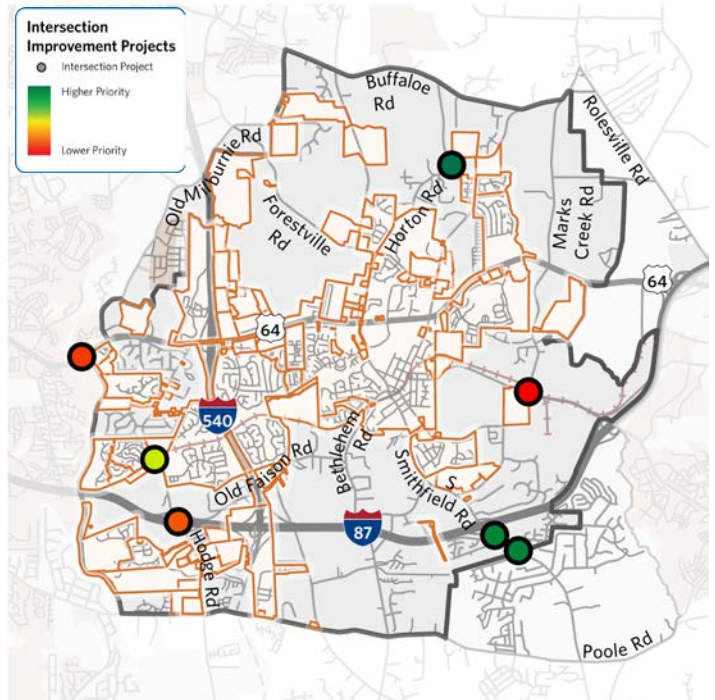 Intersection
Improvement Projects
Intersection Project
Higher Priority
Lower Priority
Buffaloe
Rd
Rolesville Rd
Old Milburnie Rd
Forestville
Rd
Horton Rd
Marks
Creek Rd
64
64
540
Old Faison Rd
Bethlehem
Rd
S
Smithfield
Rd
87
Hodge Rd
Poole Rd